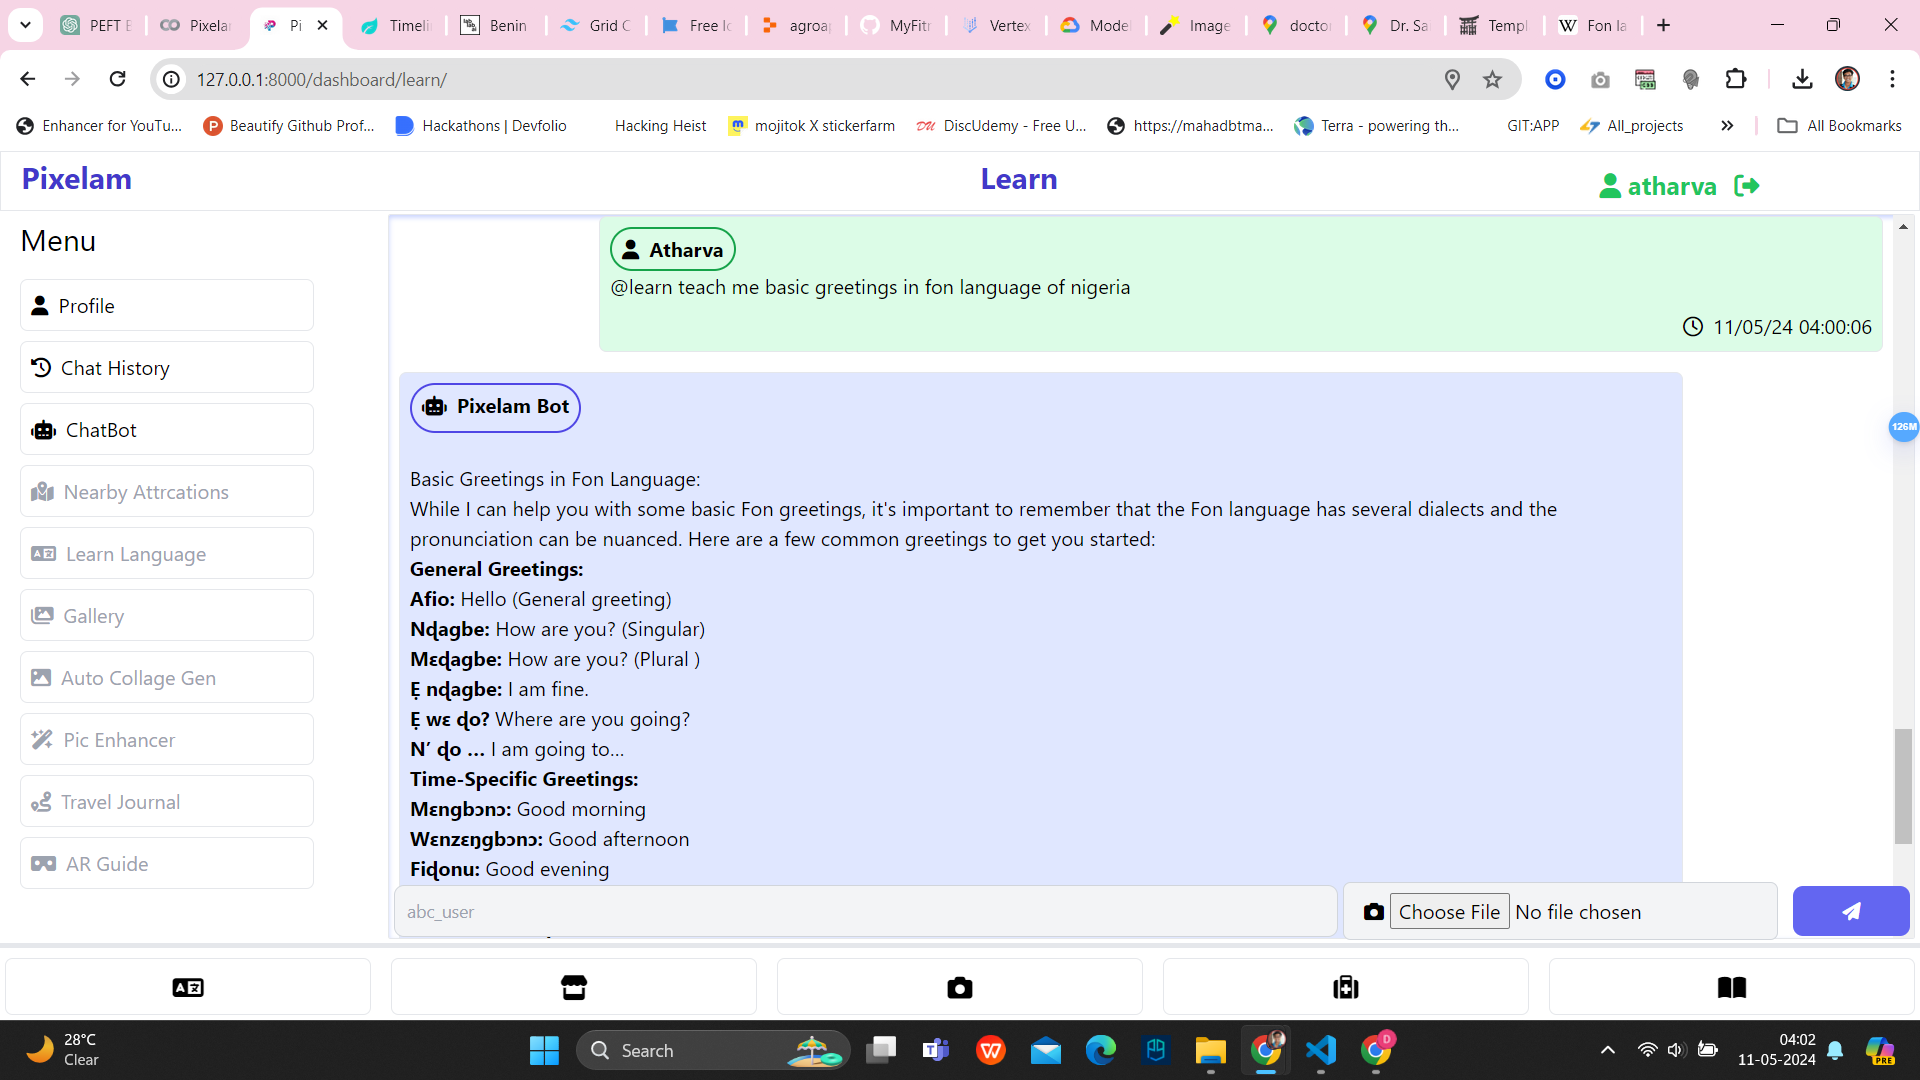 PEFT E
Pixelar
Pi
Timeli
Benin
Grid C
Free Ic
agroap
MyFitn
Vertex
Model
Image
doctor
Dr. Sa
Templ
Fon la
127.0.0.1:8000/dashboard/learn/
Enhancer for YouTu...
Beautify Github Prof...
Hackathons | Devfolio
Hacking Heist
mojitok X stickerfarm
DiscUdemy - Free U...
https://mahadbtma...
Terra - powering th...
GIT:APP
All_projects
All Bookmarks
Pixelam
Learn
atharva
Menu
Profile
Chat History
ChatBot
Nearby Attrcations
Learn Language
Gallery
Auto Collage Gen
Pic Enhancer
Travel Journal
AR Guide
Atharva
@learn teach me basic greetings in fon language of nigeria
11/05/24 04:00:06
Pixelam Bot
Basic Greetings in Fon Language:
While I can help you with some basic Fon greetings, it's important to remember that the Fon language has several dialects and the
pronunciation can be nuanced. Here are a few common greetings to get you started:
General Greetings:
Afio: Hello (General greeting)
Nɖagbe: How are you? (Singular)
Mɛɖagbe: How are you? (Plural )
Ẹ nɖagbe: I am fine.
Ẹ wɛ ɖo? Where are you going?
N’ ɖo ... I am going to...
Time-Specific Greetings:
Mɛngbɔnɔ: Good morning
Wɛnzɛŋgbɔnɔ: Good afternoon
Fiɖonu: Good evening
126M
abc_user
Choose File No file chosen
28°C
Clear
Search
04:02
11-05-2024
PRE